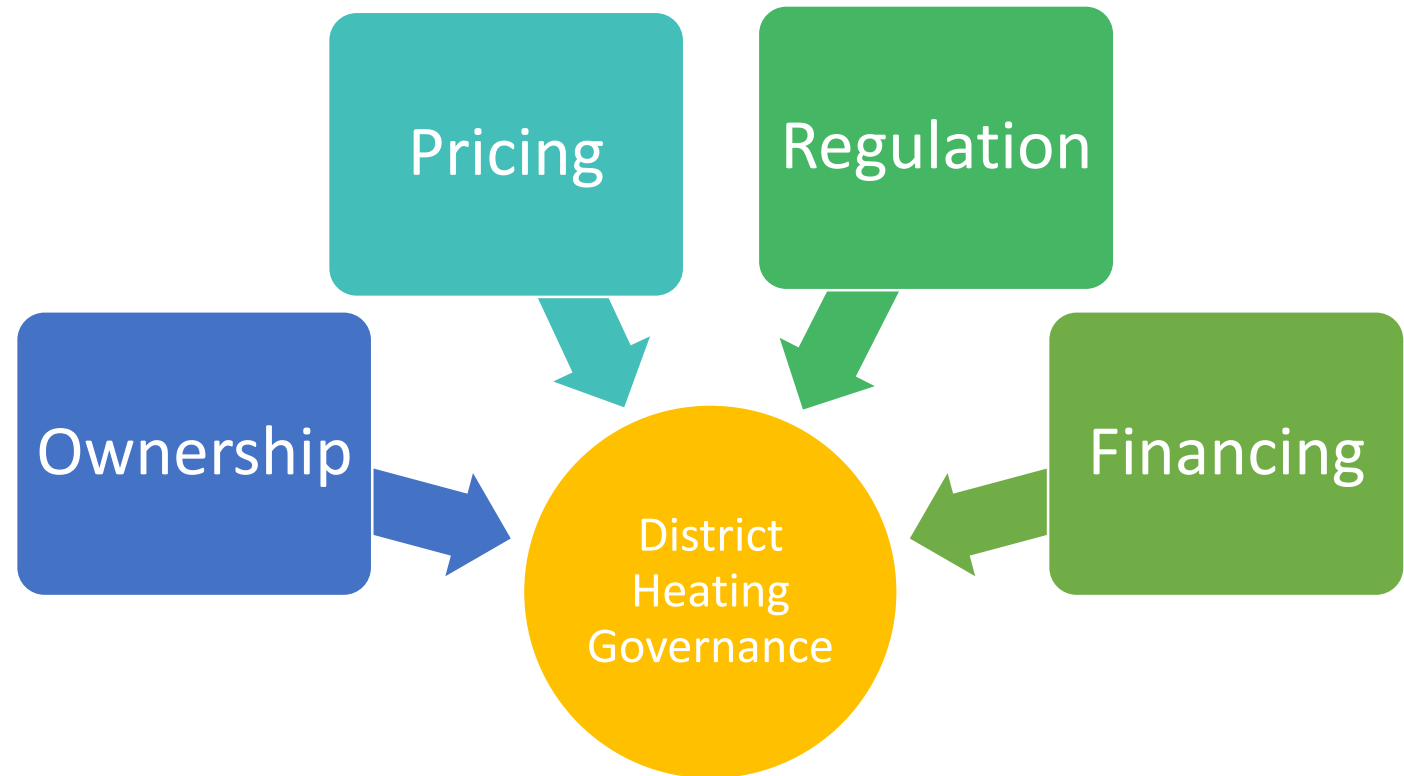 Pricing
Regulation
Ownership
Financing
District
Heating
Governance